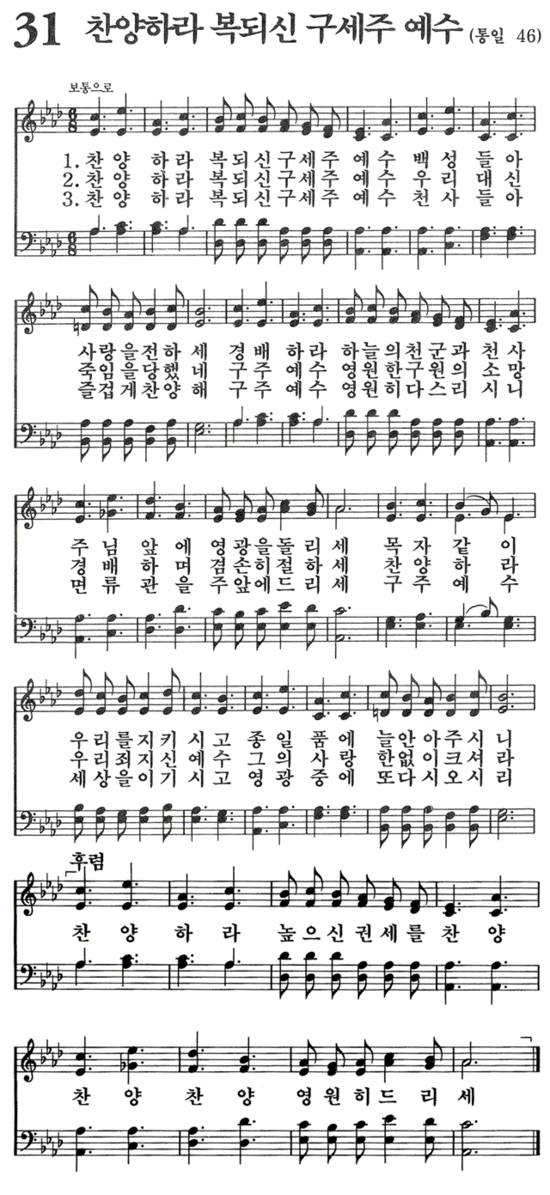 31 찬양하라 복되신 구세주 예수 (통일 46)
보통으로
1. 찬 양 하 라 복되신구세주 예 수 백 성 들 아
2. 찬 양 하 라 복되신구세주 예 수 우 리 대 신
3. 찬 양 하 라 복되신구세주 예 수 천 사 들 아
사랑을전하 세 경 배 하 라 하늘의천군과 천 사
죽임을당했 네 구 주 예 수 영원한구원의 소 망
즐겁게찬양 해 구 주 예 수 영원히다스리 시 니
주 님 앞 에 영광을돌리 세 목 자 같 이
경 배 하 며 겸손히절하 세 찬 양 하 라
면 류 관 을 주앞에드리 세 구 주 예 수
우리를지키 시 고 종 일 품 에 늘안아주시 니
우리죄지신 예 수 그 의 사 랑 한없이크셔 라
세상을이기 시 고 영 광 중 에 또다시오시 리
후렴
찬 양 하 라 높으신권세를 찬 양
찬 양 찬 양 영원히드리 세